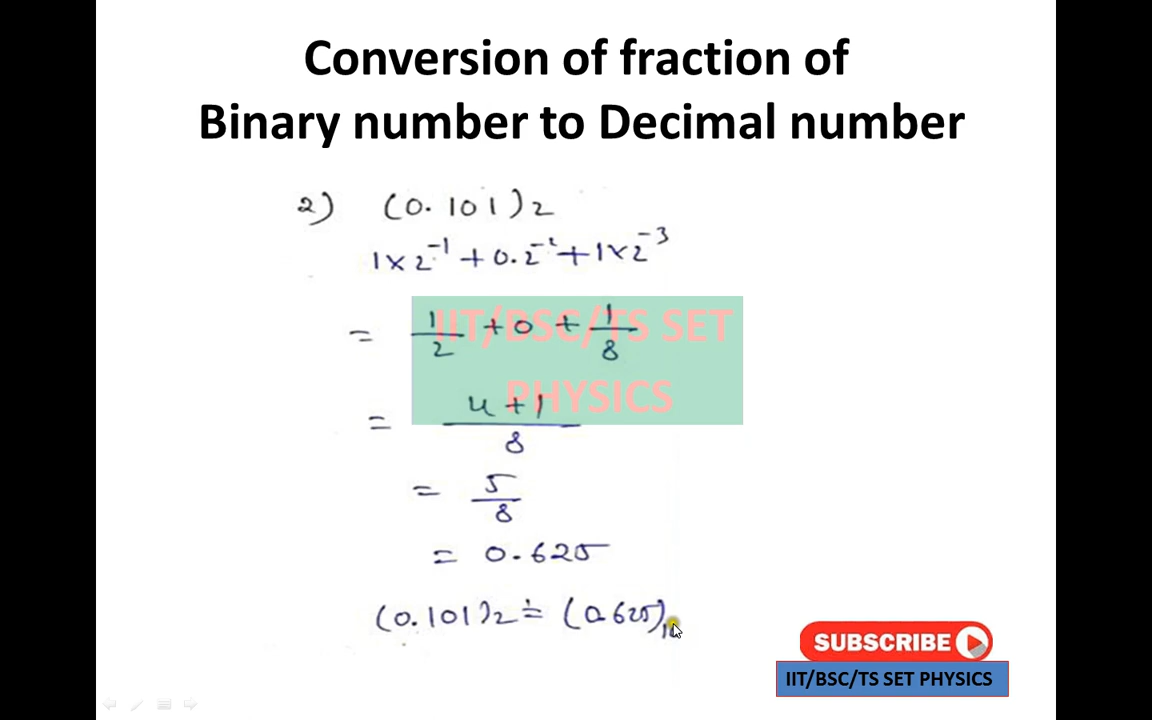 Conversion of fraction of
Binary number to Decimal number
2) (0.101)2
1×2⁻¹ + 0.2⁻² + 1×2⁻³
= 1/2 + 0 + 1/8
IIT/BSC/TS SET
PHYSICS
= 4+1/8
= 5/8
= 0.625
(0.101)2 = (0.625)10
SUBSCRIBE
IIT/BSC/TS SET PHYSICS